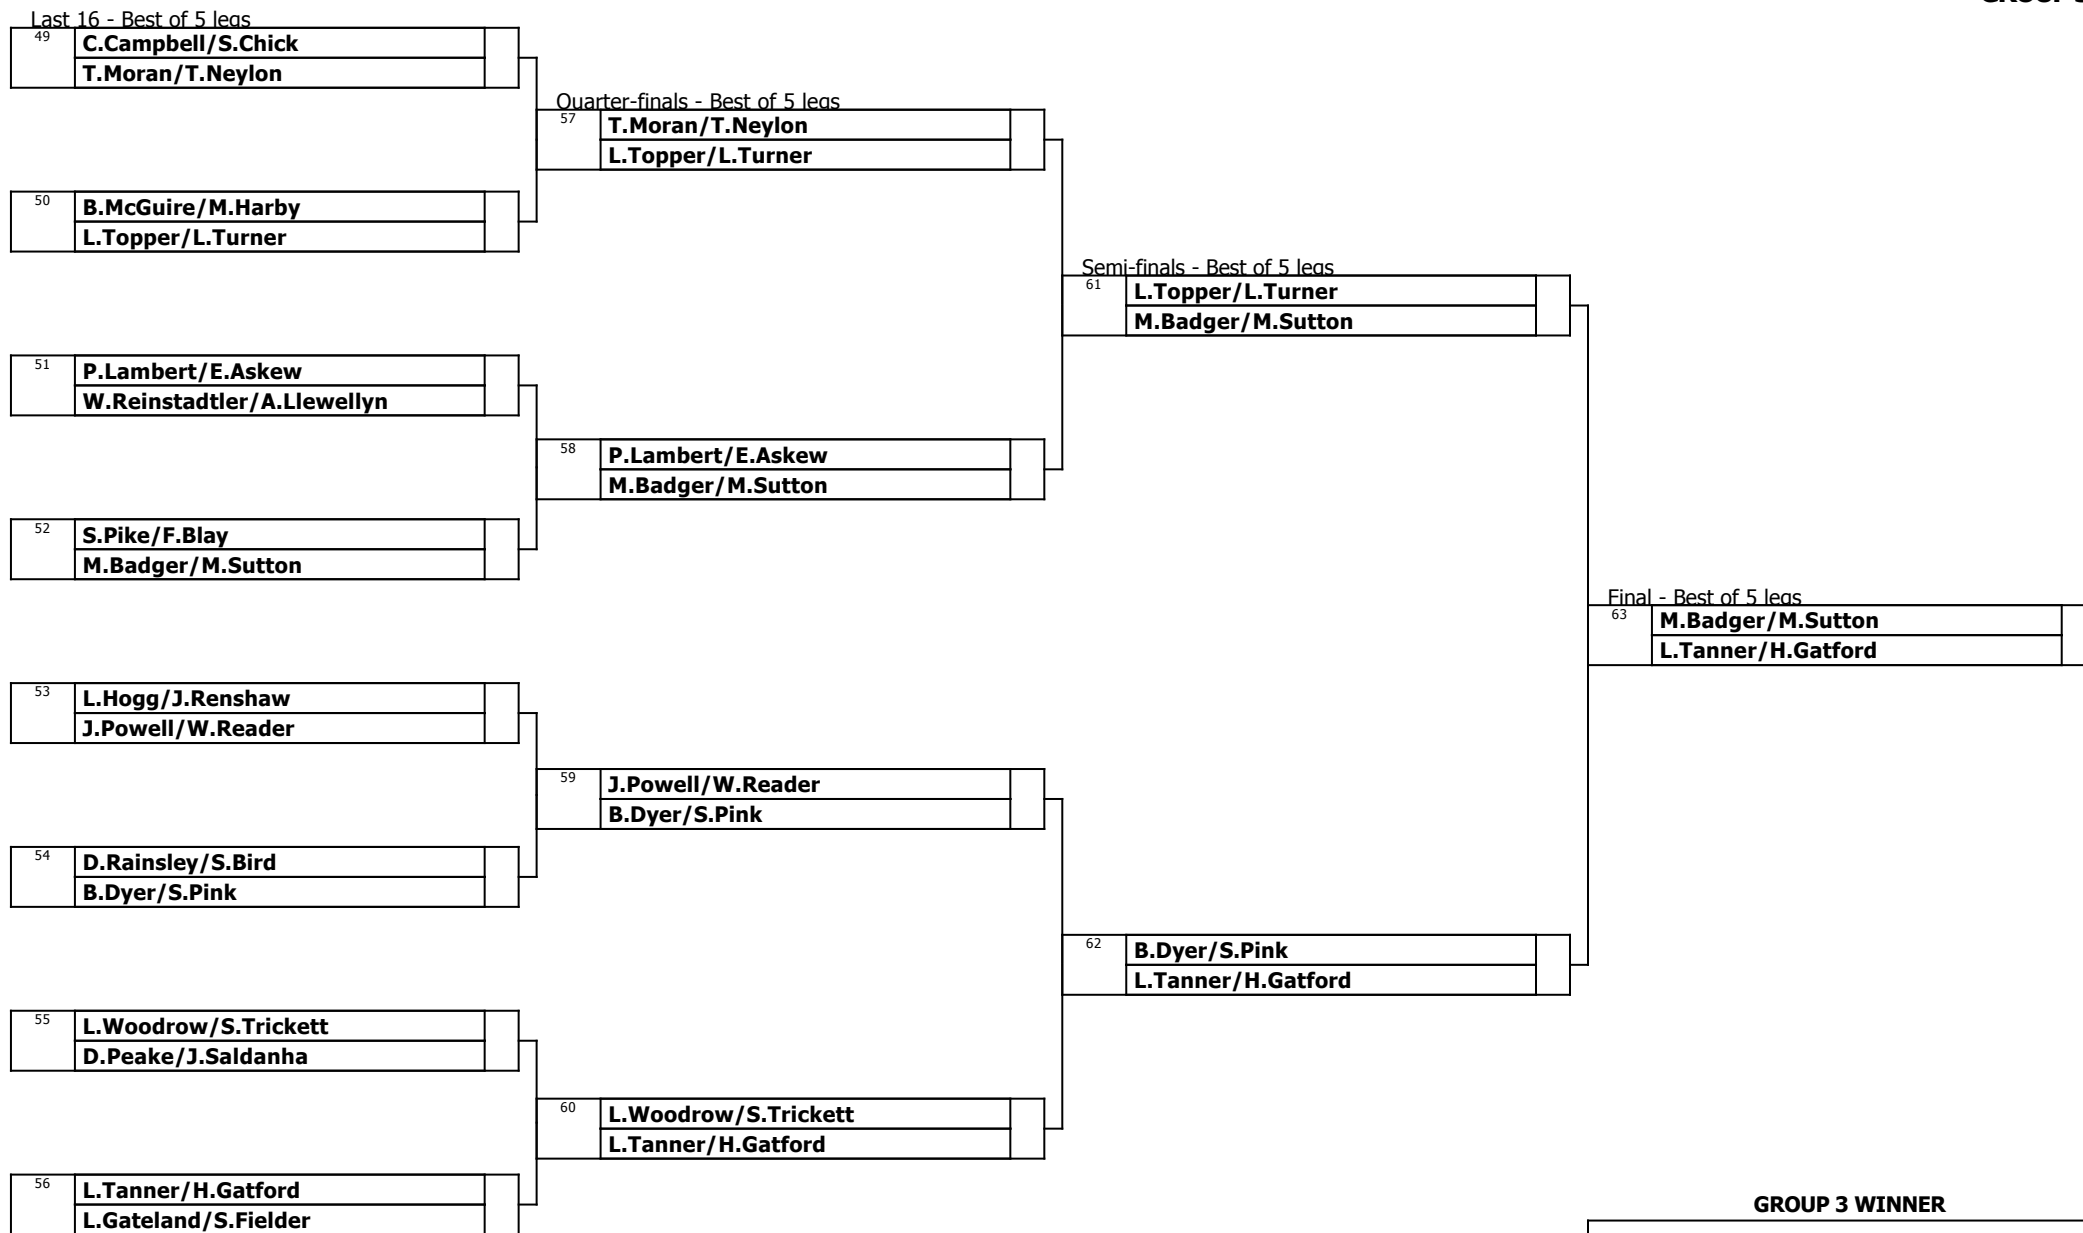 GROUP 3
Last 16 - Best of 5 legs
49
C.Campbell/S.Chick
T.Moran/T.Neylon
50
B.McGuire/M.Harby
L.Topper/L.Turner
51
P.Lambert/E.Askew
W.Reinstadtler/A.Llewellyn
52
S.Pike/F.Blay
M.Badger/M.Sutton
53
L.Hogg/J.Renshaw
J.Powell/W.Reader
54
D.Rainsley/S.Bird
B.Dyer/S.Pink
55
L.Woodrow/S.Trickett
D.Peake/J.Saldanha
56
L.Tanner/H.Gatford
L.Gateland/S.Fielder
Quarter-finals - Best of 5 legs
57
T.Moran/T.Neylon
L.Topper/L.Turner
58
P.Lambert/E.Askew
M.Badger/M.Sutton
59
J.Powell/W.Reader
B.Dyer/S.Pink
60
L.Woodrow/S.Trickett
L.Tanner/H.Gatford
Semi-finals - Best of 5 legs
61
L.Topper/L.Turner
M.Badger/M.Sutton
62
B.Dyer/S.Pink
L.Tanner/H.Gatford
Final - Best of 5 legs
63
M.Badger/M.Sutton
L.Tanner/H.Gatford
GROUP 3 WINNER